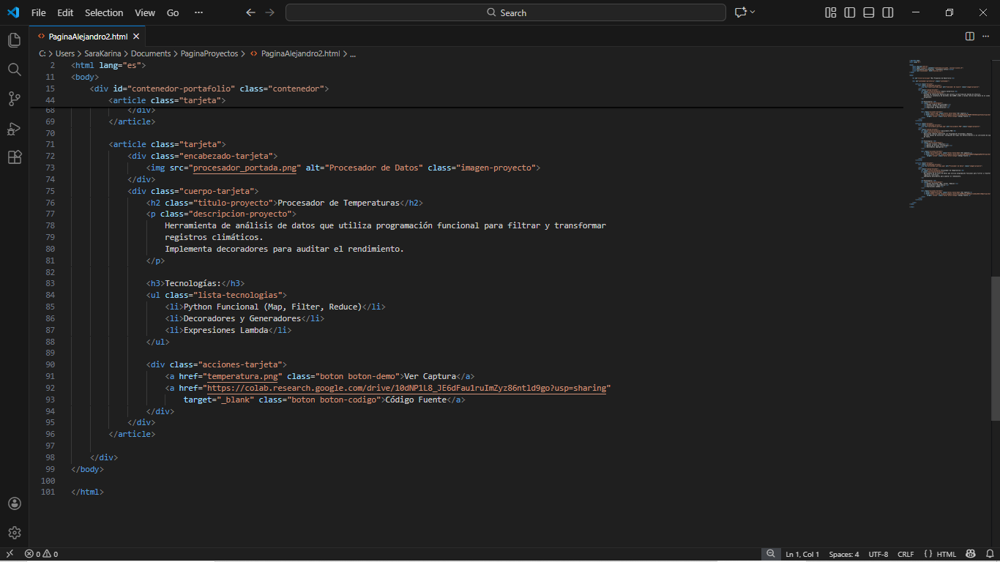 File Edit Selection View Go ··· Search
PaginaAlejandro2.html
C: > Users > SaraKarina > Documents > PaginaProyectos > PaginaAlejandro2.html > ...
2 <html lang="es">
11 <body>
15 <div id="contenedor-portafolio" class="contenedor">
44 <article class="tarjeta">
68 </div>
69 </article>
70
71 <article class="tarjeta">
72 <div class="encabezado-tarjeta">
73 <img src="procesador_portada.png" alt="Procesador de Datos" class="imagen-proyecto">
74 </div>
75 <div class="cuerpo-tarjeta">
76 <h2 class="titulo-proyecto">Procesador de Temperaturas</h2>
77 <p class="descripcion-proyecto">
78 Herramienta de análisis de datos que utiliza programación funcional para filtrar y transformar
79 registros climáticos.
80 Implementa decoradores para auditar el rendimiento.
81 </p>
82
83 <h3>Tecnologías:</h3>
84 <ul class="lista-tecnologias">
85 <li>Python Funcional (Map, Filter, Reduce)</li>
86 <li>Decoradores y Generadores</li>
87 <li>Expresiones Lambda</li>
88 </ul>
89
90 <div class="acciones-tarjeta">
91 <a href="temperatura.png" class="boton boton-demo">Ver Captura</a>
92 <a href="https://colab.research.google.com/drive/10dNP1L8_JE6dFau1ruImZyz86ntld9go?usp=sharing"
93 target="_blank" class="boton boton-codigo">Código Fuente</a>
94 </div>
95 </div>
96 </article>
97
98 </div>
99 </body>
100
101 </html>
0 0 Ln 1, Col 1 Spaces: 4 UTF-8 CRLF {} HTML